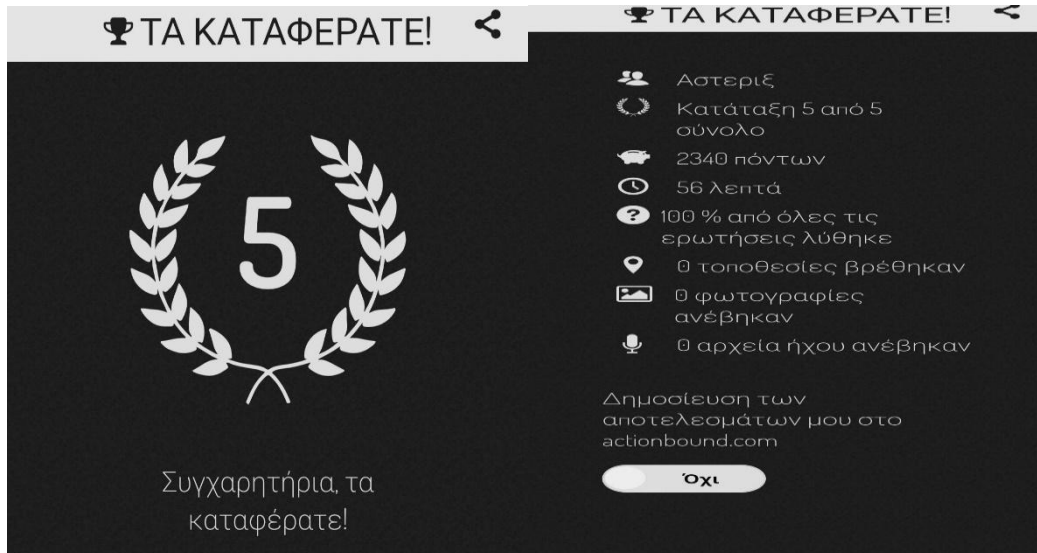 ΤΑ ΚΑΤΑΦΕΡΑΤΕ!
5
Συγχαρητήρια, τα
καταφέρατε!
ΤΑ ΚΑΤΑΦΕΡΑΤΕ!
Αστεριξ
Κατάταξη 5 από 5
σύνολο
2340 πόντων
56 λεπτά
100 % από όλες τις
ερωτήσεις λύθηκε
0 τοποθεσίες βρέθηκαν
0 φωτογραφίες
ανέβηκαν
0 αρχεία ήχου ανέβηκαν
Δημοσίευση των
αποτελεσμάτων μου στο
actionbound.com
Όχι